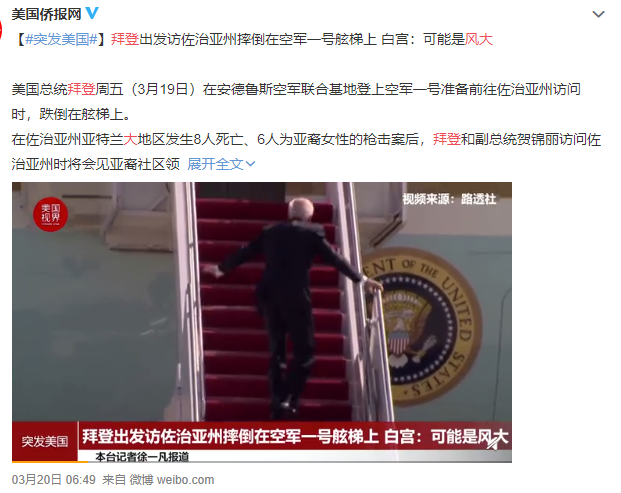 美国侨报网
【#突发美国#】拜登出发访佐治亚州摔倒在空军一号舷梯上 白宫：可能是风大
美国总统拜登周五（3月19日）在安德鲁斯空军联合基地登上空军一号准备前往佐治亚州访问
时，跌倒在舷梯上。
在佐治亚州亚特兰大地区发生8人死亡、6人为亚裔女性的枪击案后，拜登和副总统贺锦丽访问佐
治亚州时将会见亚裔社区领 展开全文
美国
视界
视频来源：路透社
ENT OF THE UNITED
突发美国
拜登出发访佐治亚州摔倒在空军一号舷梯上 白宫：可能是风大
本台记者徐一凡报道
03月20日 06:49 来自 微博 weibo.com